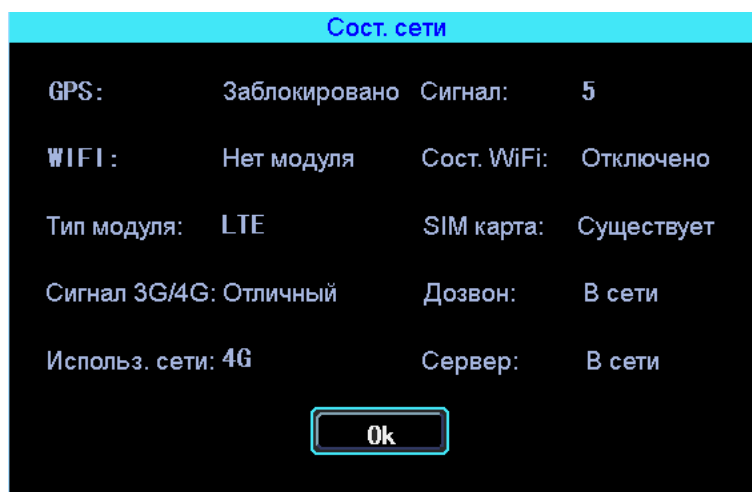 Сост. сети
GPS: Заблокировано Сигнал: 5
WIFI: Нет модуля Сост. WiFi: Отключено
Тип модуля: LTE SIM карта: Существует
Сигнал 3G/4G: Отличный Дозвон: В сети
Использ. сети: 4G Сервер: В сети
Ok